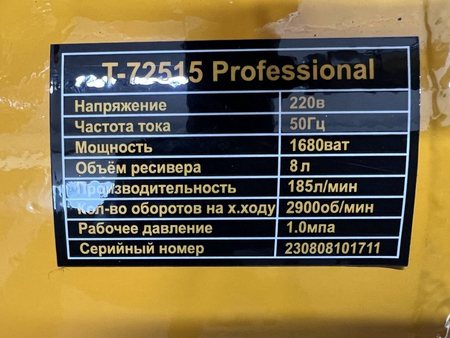 T-72515 Professional
Напряжение 220в
Частота тока 50Гц
Мощность 1680ват
Объём ресивера 8 л
Производительность 185л/мин
Кол-во оборотов на х.ходу 2900об/мин
Рабочее давление 1.0мпа
Серийный номер 230808101711